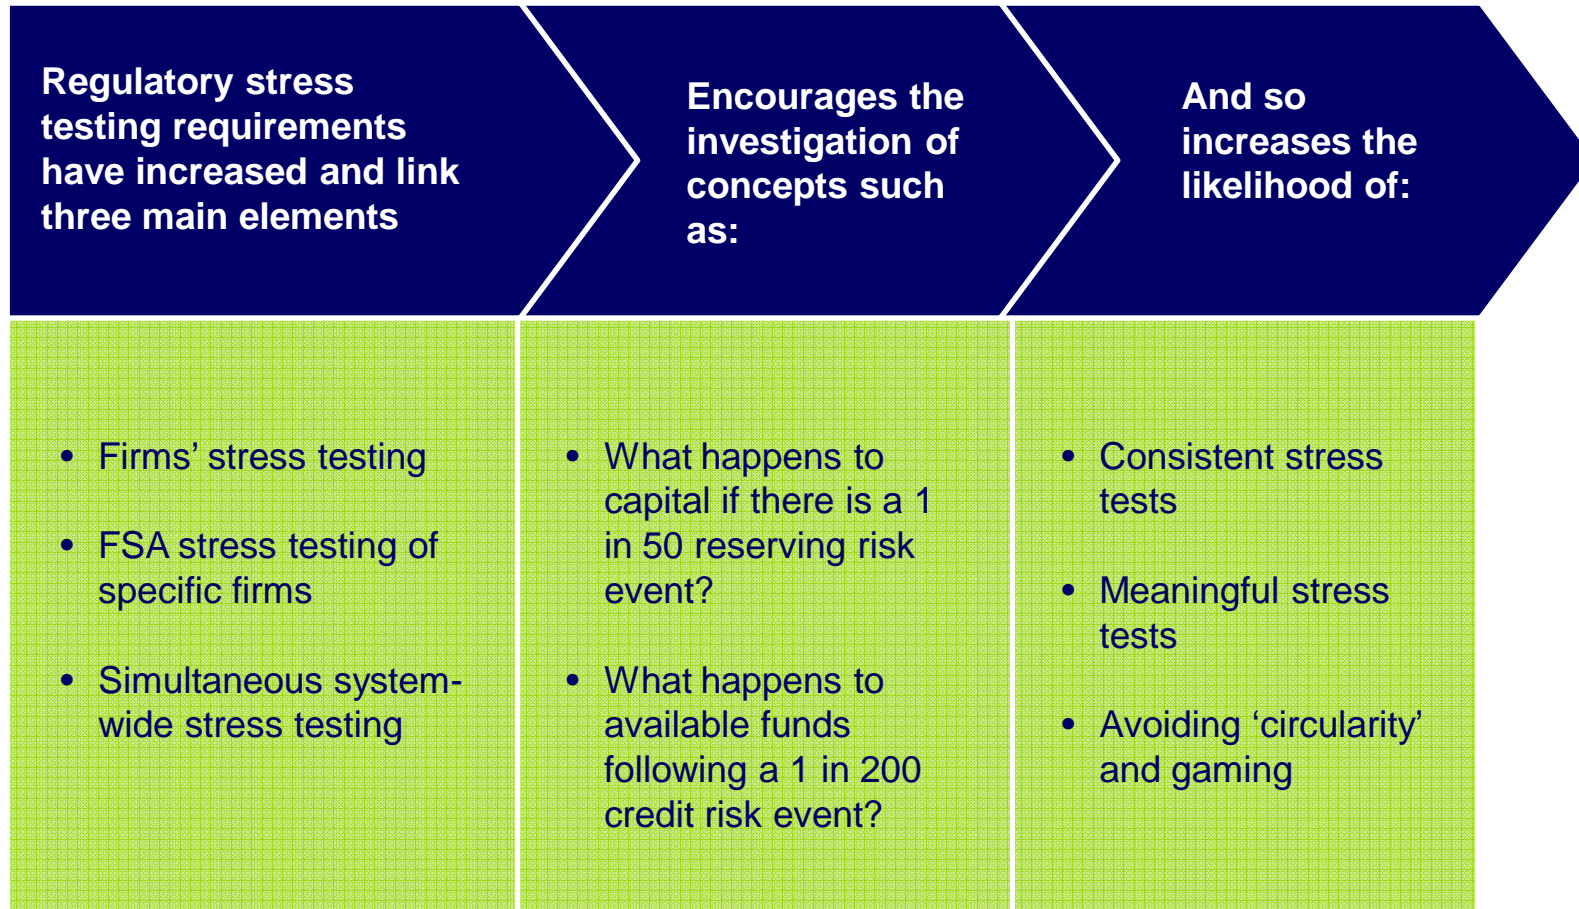 Regulatory stress
testing requirements
have increased and link
three main elements
Encourages the
investigation of
concepts such
as:
And so
increases the
likelihood of:
• Firms’ stress testing
• FSA stress testing of
specific firms
• Simultaneous system-
wide stress testing
• What happens to
capital if there is a 1
in 50 reserving risk
event?
• What happens to
available funds
following a 1 in 200
credit risk event?
• Consistent stress
tests
• Meaningful stress
tests
• Avoiding ‘circularity’
and gaming